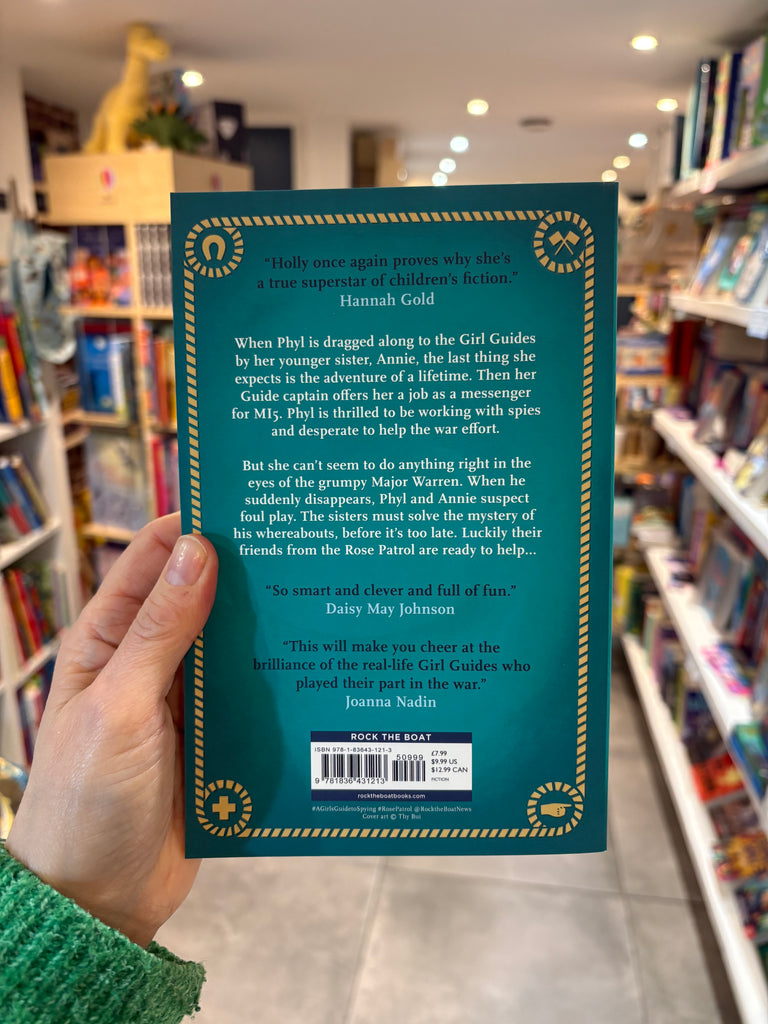 “Holly once again proves why she’s
a true superstar of children’s fiction.”
Hannah Gold
When Phyl is dragged along to the Girl Guides
by her younger sister, Annie, the last thing she
expects is the adventure of a lifetime. Then her
Guide captain offers her a job as a messenger
for MI5. Phyl is thrilled to be working with spies
and desperate to help the war effort.
But she can’t seem to do anything right in the
eyes of the grumpy Major Warren. When he
suddenly disappears, Phyl and Annie suspect
foul play. The sisters must solve the mystery of
his whereabouts, before it’s too late. Luckily their
friends from the Rose Patrol are ready to help...
“So smart and clever and full of fun.”
Daisy May Johnson
“This will make you cheer at the
brilliance of the real-life Girl Guides who
played their part in the war.”
Joanna Nadin
ROCK THE BOAT
ISBN 978-1-83643-121-3
50999
9 781836 431213
£7.99
$9.99 US
$12.99 CAN
FICTION
rocktheboatbooks.com
#AGirlsGuidetoSpying #RosePatrol @RocktheBoatNews
Cover art © Thy Bui